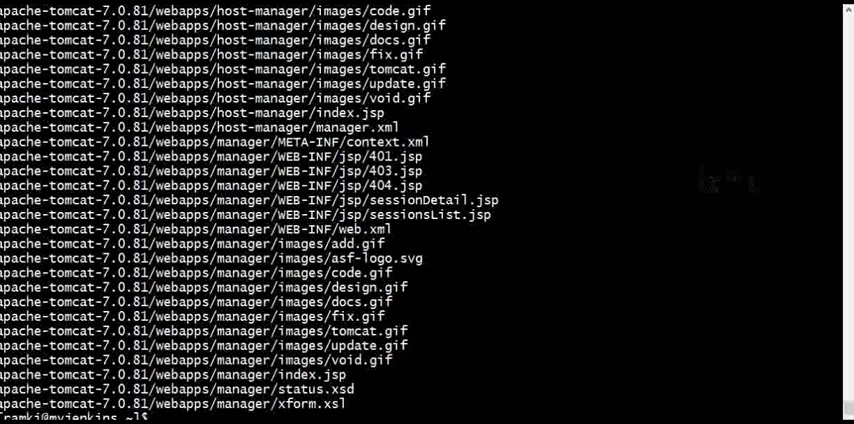 apache-tomcat-7.0.81/webapps/host-manager/images/code.gif
apache-tomcat-7.0.81/webapps/host-manager/images/design.gif
apache-tomcat-7.0.81/webapps/host-manager/images/docs.gif
apache-tomcat-7.0.81/webapps/host-manager/images/fix.gif
apache-tomcat-7.0.81/webapps/host-manager/images/tomcat.gif
apache-tomcat-7.0.81/webapps/host-manager/images/update.gif
apache-tomcat-7.0.81/webapps/host-manager/images/void.gif
apache-tomcat-7.0.81/webapps/host-manager/index.jsp
apache-tomcat-7.0.81/webapps/host-manager/manager.xml
apache-tomcat-7.0.81/webapps/manager/META-INF/context.xml
apache-tomcat-7.0.81/webapps/manager/WEB-INF/jsp/401.jsp
apache-tomcat-7.0.81/webapps/manager/WEB-INF/jsp/403.jsp
apache-tomcat-7.0.81/webapps/manager/WEB-INF/jsp/404.jsp
apache-tomcat-7.0.81/webapps/manager/WEB-INF/jsp/sessionDetail.jsp
apache-tomcat-7.0.81/webapps/manager/WEB-INF/jsp/sessionsList.jsp
apache-tomcat-7.0.81/webapps/manager/WEB-INF/web.xml
apache-tomcat-7.0.81/webapps/manager/images/add.gif
apache-tomcat-7.0.81/webapps/manager/images/asf-logo.svg
apache-tomcat-7.0.81/webapps/manager/images/code.gif
apache-tomcat-7.0.81/webapps/manager/images/design.gif
apache-tomcat-7.0.81/webapps/manager/images/docs.gif
apache-tomcat-7.0.81/webapps/manager/images/fix.gif
apache-tomcat-7.0.81/webapps/manager/images/tomcat.gif
apache-tomcat-7.0.81/webapps/manager/images/update.gif
apache-tomcat-7.0.81/webapps/manager/images/void.gif
apache-tomcat-7.0.81/webapps/manager/index.jsp
apache-tomcat-7.0.81/webapps/manager/status.xsd
apache-tomcat-7.0.81/webapps/manager/xform.xsl
[ramki@myjenkins ~]$